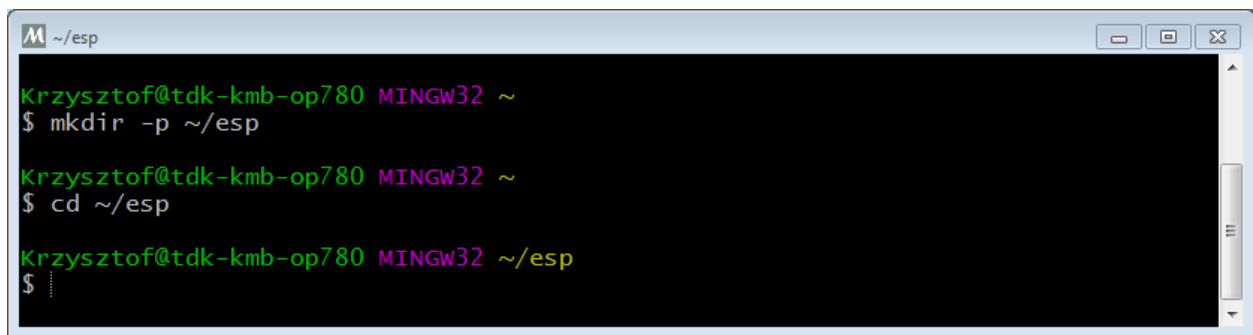 ~/esp
Krzysztof@tdk-kmb-op780 MINGW32 ~
$ mkdir -p ~/esp
Krzysztof@tdk-kmb-op780 MINGW32 ~
$ cd ~/esp
Krzysztof@tdk-kmb-op780 MINGW32 ~/esp
$